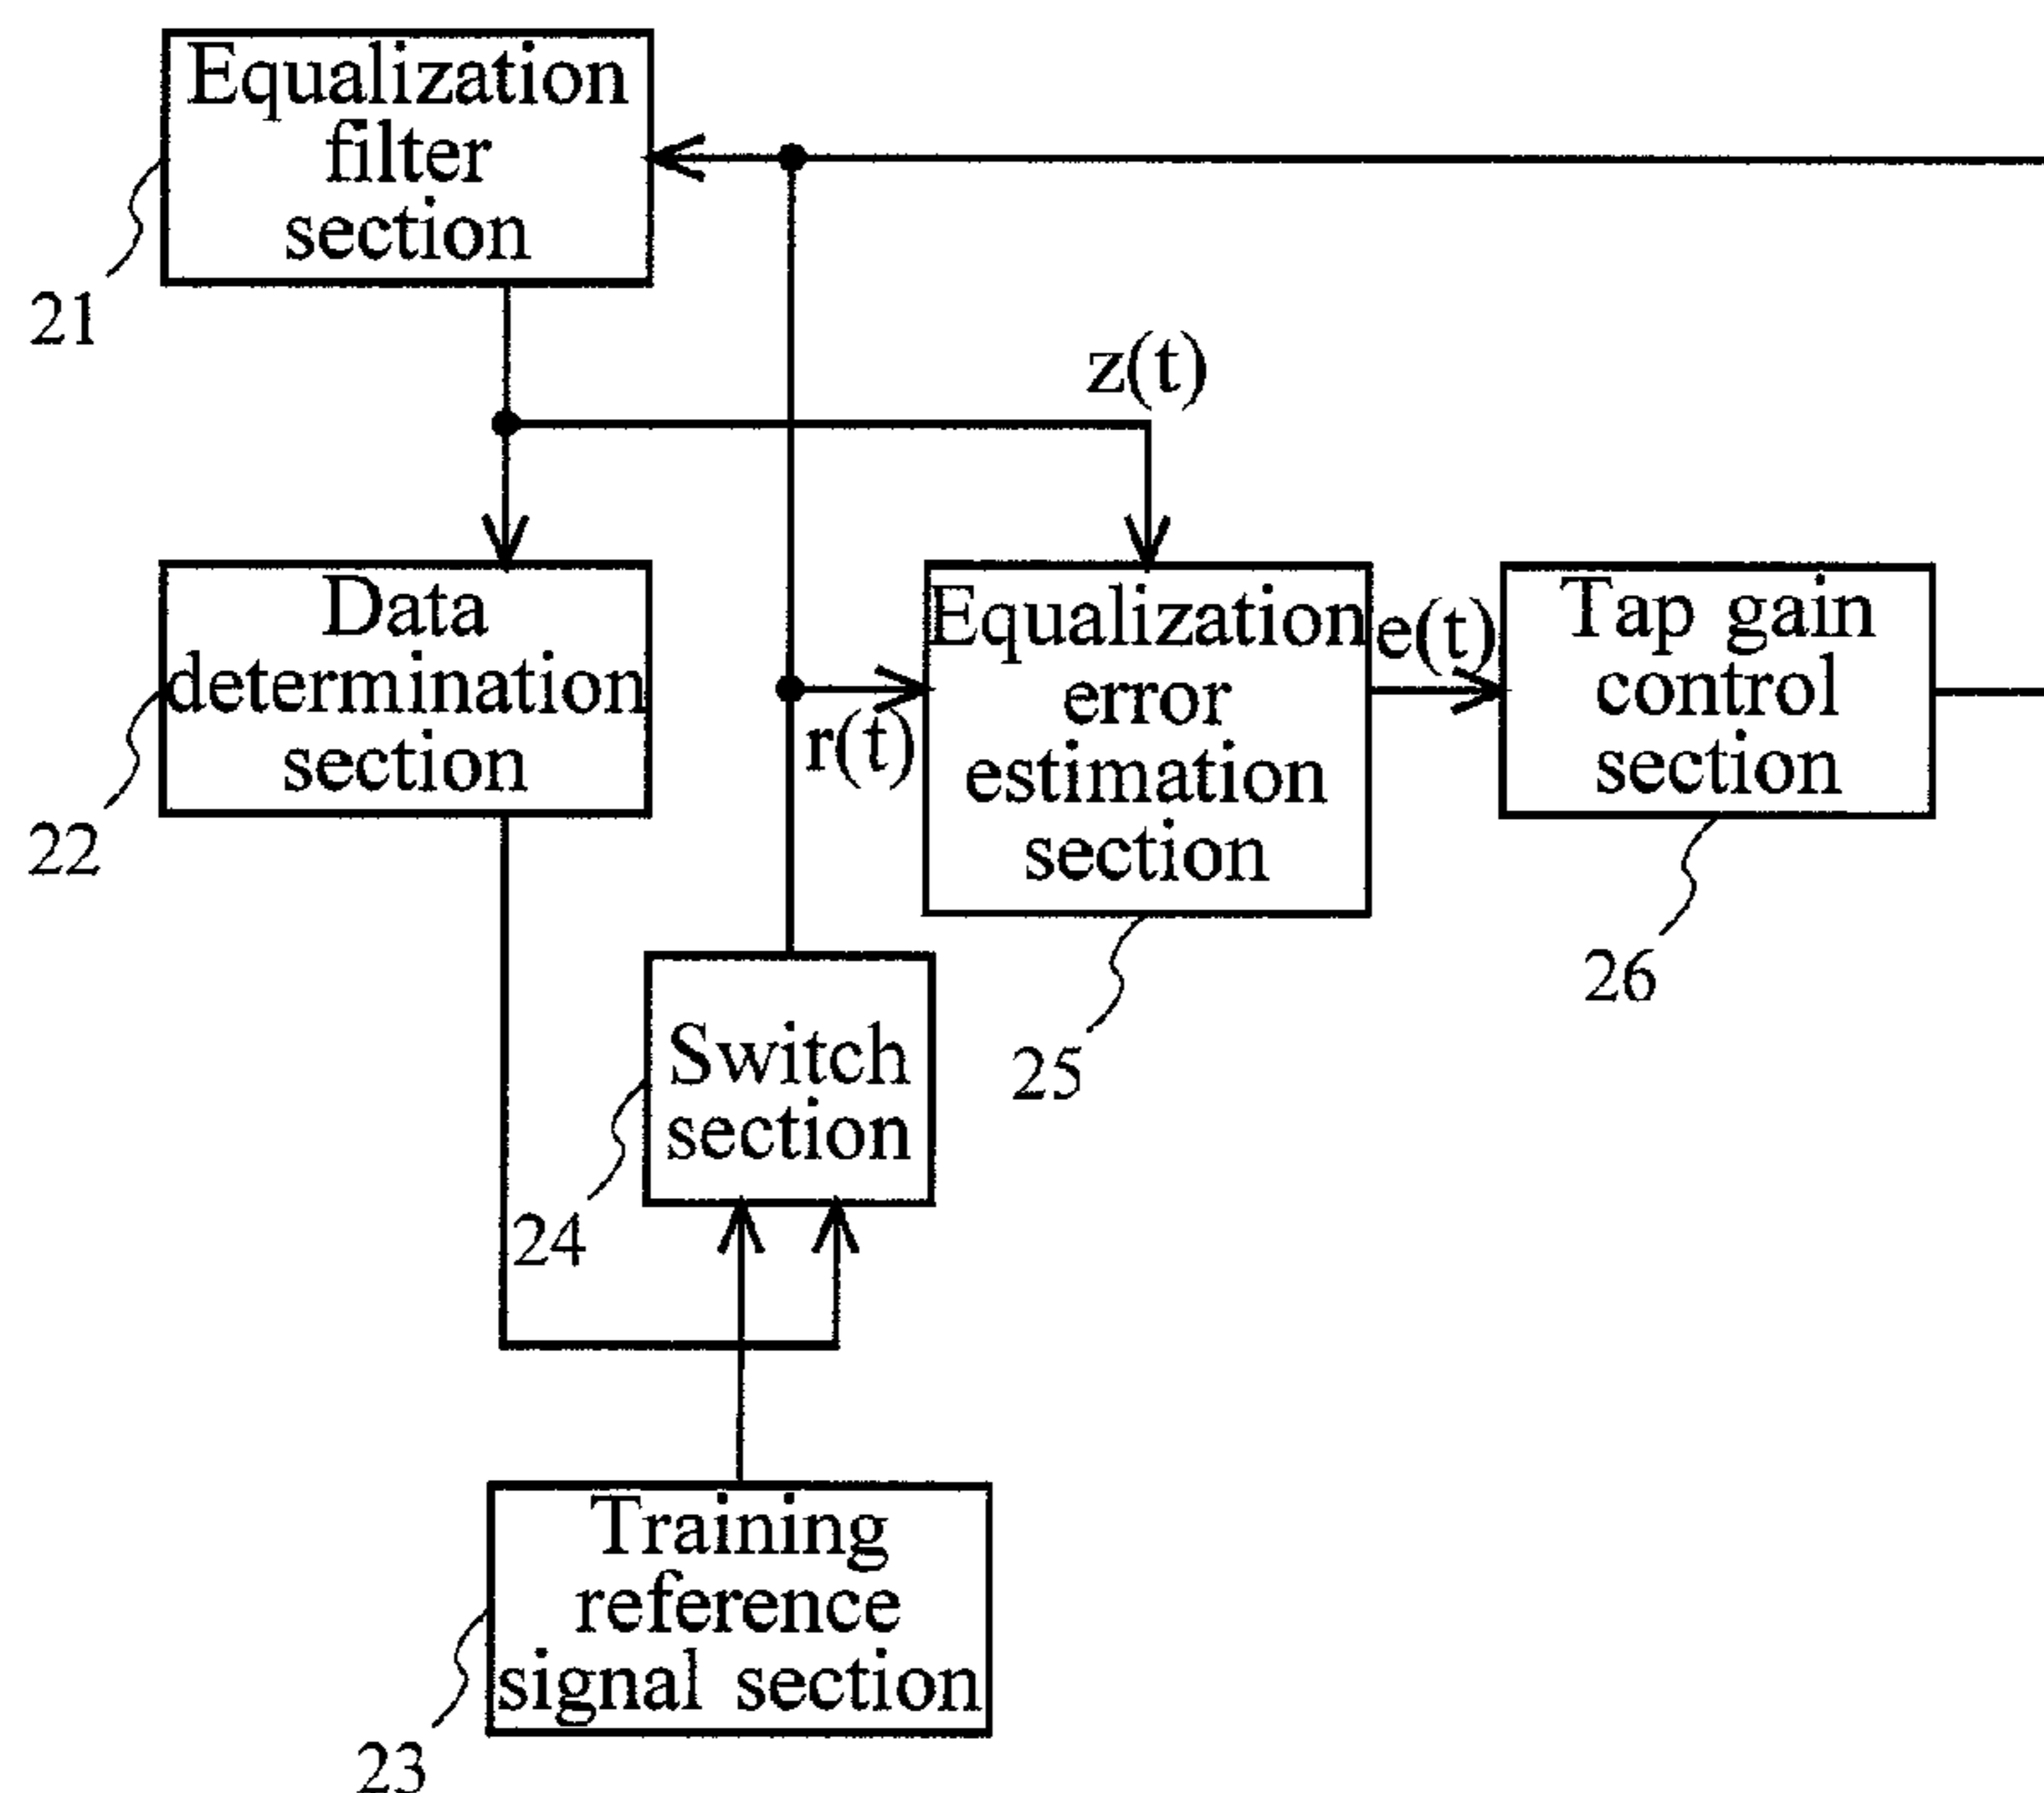 Equalization
filter
section
21
z(t)
Data
determination
section
22
Equalization
error
estimation
section
e(t)
r(t)
25
Tap gain
control
section
26
Switch
section
24
Training
reference
signal section
23